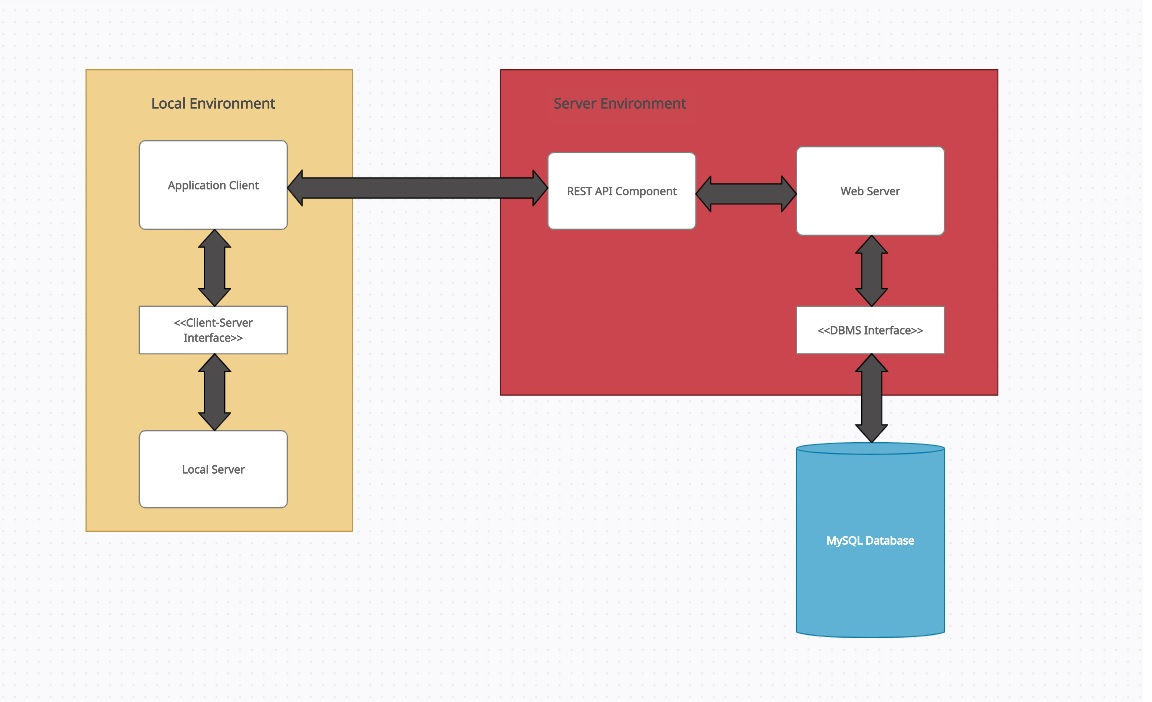 Local Environment
Server Environment
Application Client
REST API Component
Web Server
<<Client-Server
Interface>>
<<DBMS Interface>>
Local Server
MySQL Database